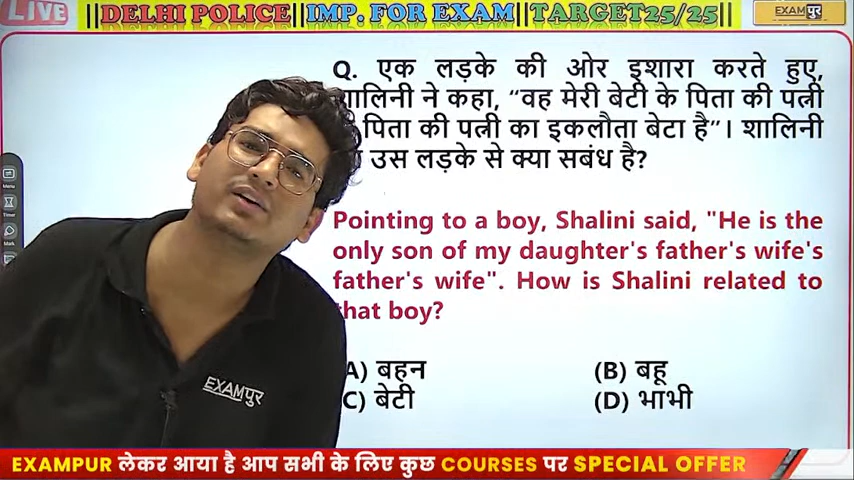 LIVE
||DELHI POLICE||IMP. FOR EXAM||TARGET25/25||
EXAMपुर
Q. एक लड़के की ओर इशारा करते हुए,
शालिनी ने कहा, “वह मेरी बेटी के पिता की पत्नी
पिता की पत्नी का इकलौता बेटा है”। शालिनी
उस लड़के से क्या सबंध है?
Pointing to a boy, Shalini said, "He is the
only son of my daughter's father's wife's
father's wife". How is Shalini related to
that boy?
A) बहन (B) बहू
C) बेटी (D) भाभी
Menu
Timer
Mark
EXAMपुर
EXAMPUR लेकर आया है आप सभी के लिए कुछ COURSES पर SPECIAL OFFER